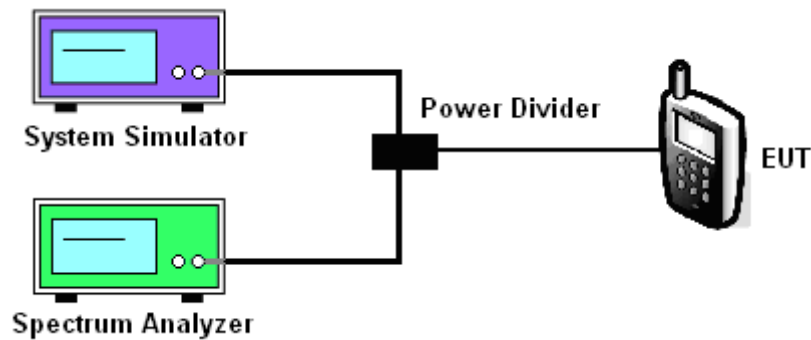 System Simulator
Power Divider
EUT
Spectrum Analyzer